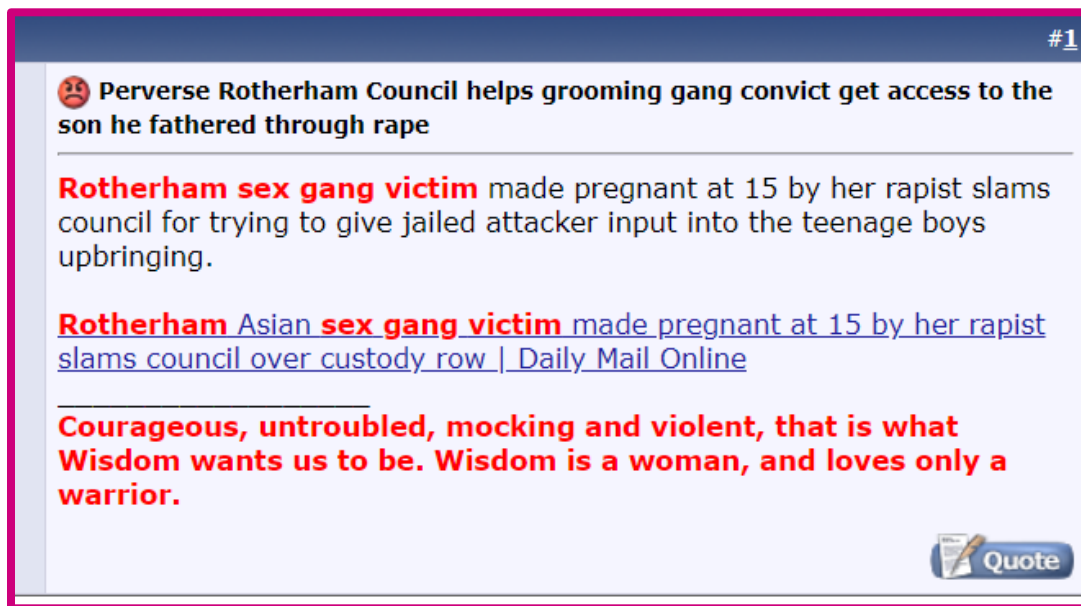 #1
Perverse Rotherham Council helps grooming gang convict get access to the
son he fathered through rape
Rotherham sex gang victim made pregnant at 15 by her rapist slams
council for trying to give jailed attacker input into the teenage boys
upbringing.
Rotherham Asian sex gang victim made pregnant at 15 by her rapist
slams council over custody row | Daily Mail Online
__________________
Courageous, untroubled, mocking and violent, that is what
Wisdom wants us to be. Wisdom is a woman, and loves only a
warrior.
Quote